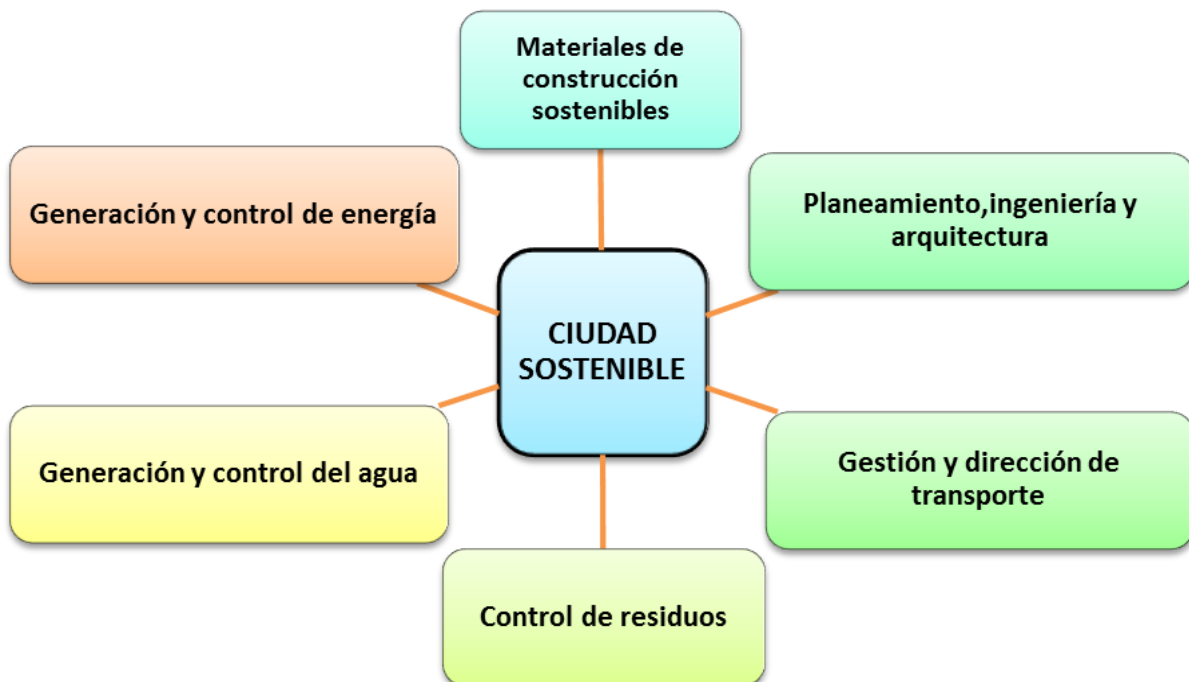 Materiales de
construcción
sostenibles
Generación y control de energía
Planeamiento,ingeniería y
arquitectura
CIUDAD
SOSTENIBLE
Generación y control del agua
Gestión y dirección de
transporte
Control de residuos